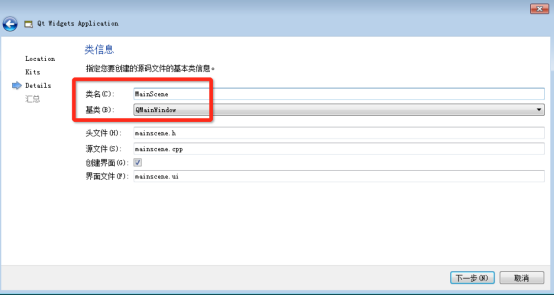 Qt Widgets Application
Location
Kits
Details
汇总
类信息
指定您要创建的源码文件的基本类信息。
类名(C): MainScene
基类(B): QMainWindow
头文件(H): mainscene.h
源文件(S): mainscene.cpp
创建界面(G):
界面文件(F): mainscene.ui
下一步(N) 取消